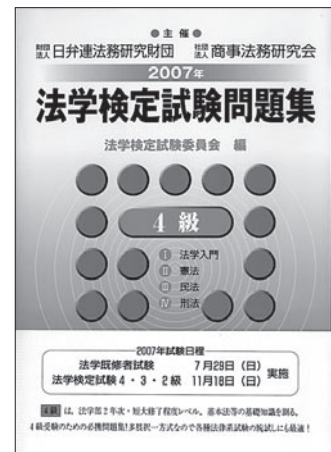 ●主催●
財団法人 日弁連法務研究財団 社団法人 商事法務研究会
2007年
法学検定試験問題集
法学検定試験委員会 編
4級
Ⅰ 法学入門
Ⅱ 憲法
Ⅲ 民法
Ⅳ 刑法
2007年試験日程
法学既修者試験 7月29日(日)
法学検定試験4・3・2級 11月18日(日) 実施
4級 は、法学部2年次・短大修了程度レベル。基本法等の基礎知識を測る。
4級受験のための必携問題集!多肢択一方式なので各種法律系試験の腕試しにも最適!